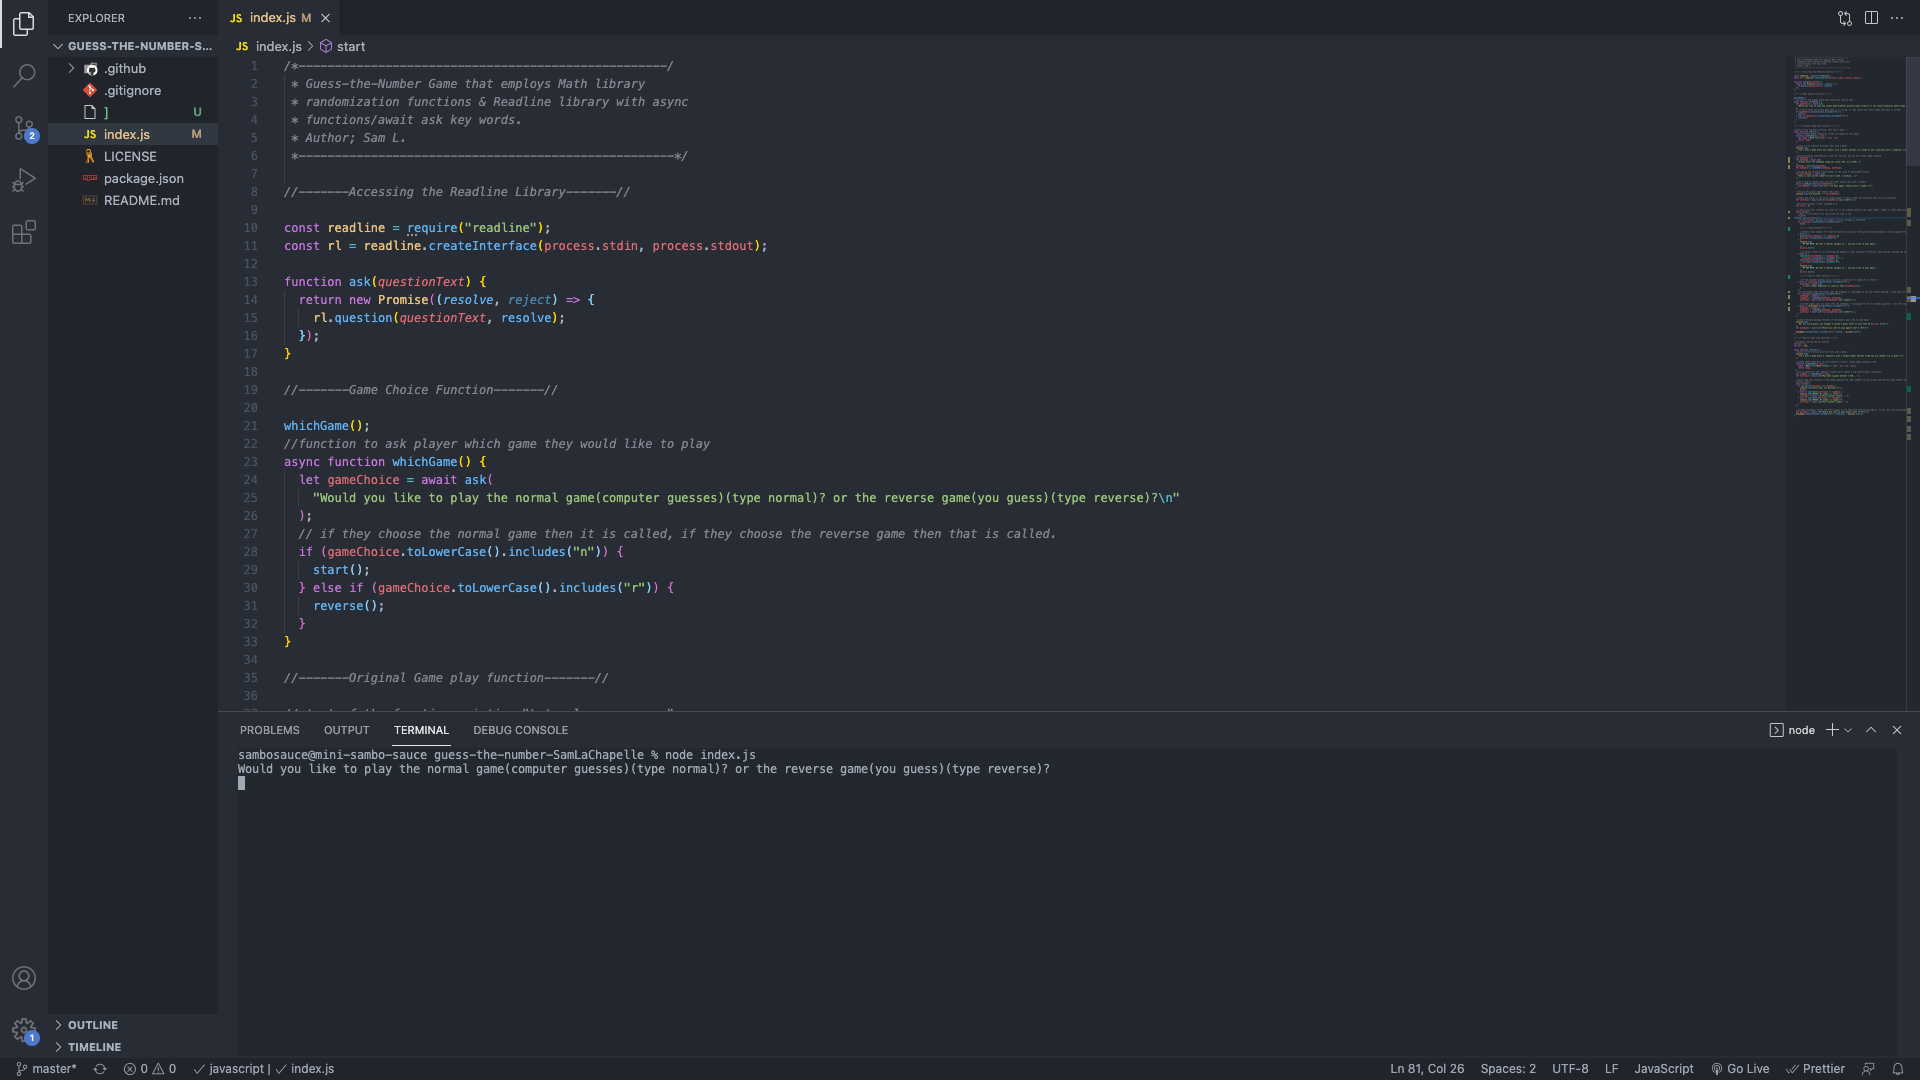 EXPLORER
GUESS-THE-NUMBER-S...
.github
.gitignore
] U
index.js M
LICENSE
package.json
README.md
OUTLINE
TIMELINE
2
1
JS index.js M
JS index.js > start
1 /*---------------------------------------------------/
2 * Guess-the-Number Game that employs Math library
3 * randomization functions & Readline library with async
4 * functions/await ask key words.
5 * Author; Sam L.
6 *----------------------------------------------------*/
7
8 //-------Accessing the Readline Library-------//
9
10 const readline = require("readline");
11 const rl = readline.createInterface(process.stdin, process.stdout);
12
13 function ask(questionText) {
14 return new Promise((resolve, reject) => {
15 rl.question(questionText, resolve);
16 });
17 }
18
19 //-------Game Choice Function-------//
20
21 whichGame();
22 //function to ask player which game they would like to play
23 async function whichGame() {
24 let gameChoice = await ask(
25 "Would you like to play the normal game(computer guesses)(type normal)? or the reverse game(you guess)(type reverse)?\n"
26 );
27 // if they choose the normal game then it is called, if they choose the reverse game then that is called.
28 if (gameChoice.toLowerCase().includes("n")) {
29 start();
30 } else if (gameChoice.toLowerCase().includes("r")) {
31 reverse();
32 }
33 }
34
35 //-------Original Game play function-------//
36
PROBLEMS OUTPUT TERMINAL DEBUG CONSOLE
node
sambosauce@mini-sambo-sauce guess-the-number-SamLaChapelle % node index.js
Would you like to play the normal game(computer guesses)(type normal)? or the reverse game(you guess)(type reverse)?
master* 0 0 javascript | index.js
Ln 81, Col 26 Spaces: 2 UTF-8 LF JavaScript Go Live Prettier